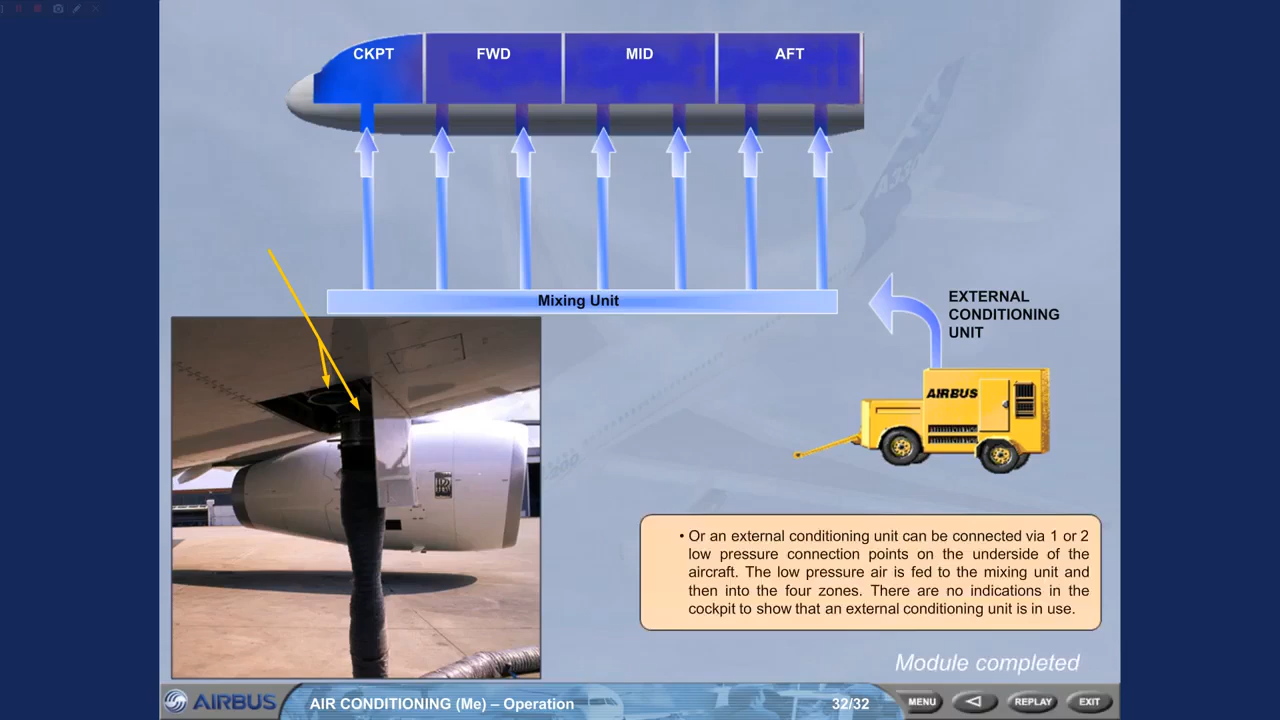 CKPT FWD MID AFT
Mixing Unit
EXTERNAL
CONDITIONING
UNIT
AIRBUS
• Or an external conditioning unit can be connected via 1 or 2
low pressure connection points on the underside of the
aircraft. The low pressure air is fed to the mixing unit and
then into the four zones. There are no indications in the
cockpit to show that an external conditioning unit is in use.
Module completed
AIRBUS AIR CONDITIONING (Me) – Operation 32/32 MENU REPLAY EXIT